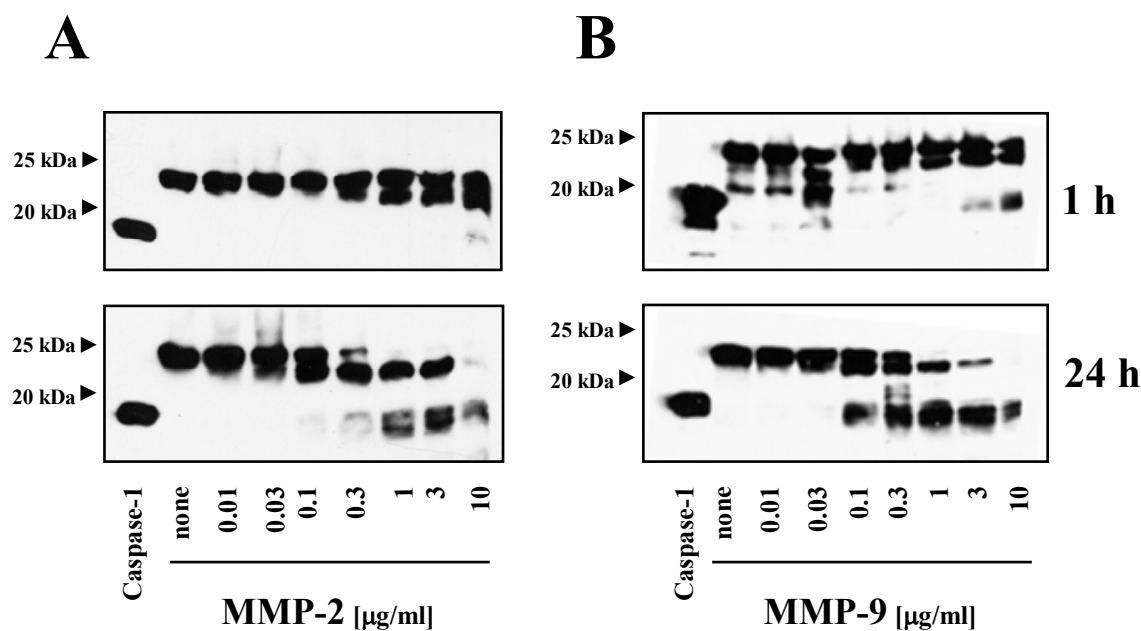 A B
25 kDa
20 kDa
25 kDa
20 kDa
1 h
25 kDa
20 kDa
25 kDa
20 kDa
24 h
Caspase-1 none 0.01 0.03 0.1 0.3 1 3 10
Caspase-1 none 0.01 0.03 0.1 0.3 1 3 10
MMP-2 [µg/ml]
MMP-9 [µg/ml]